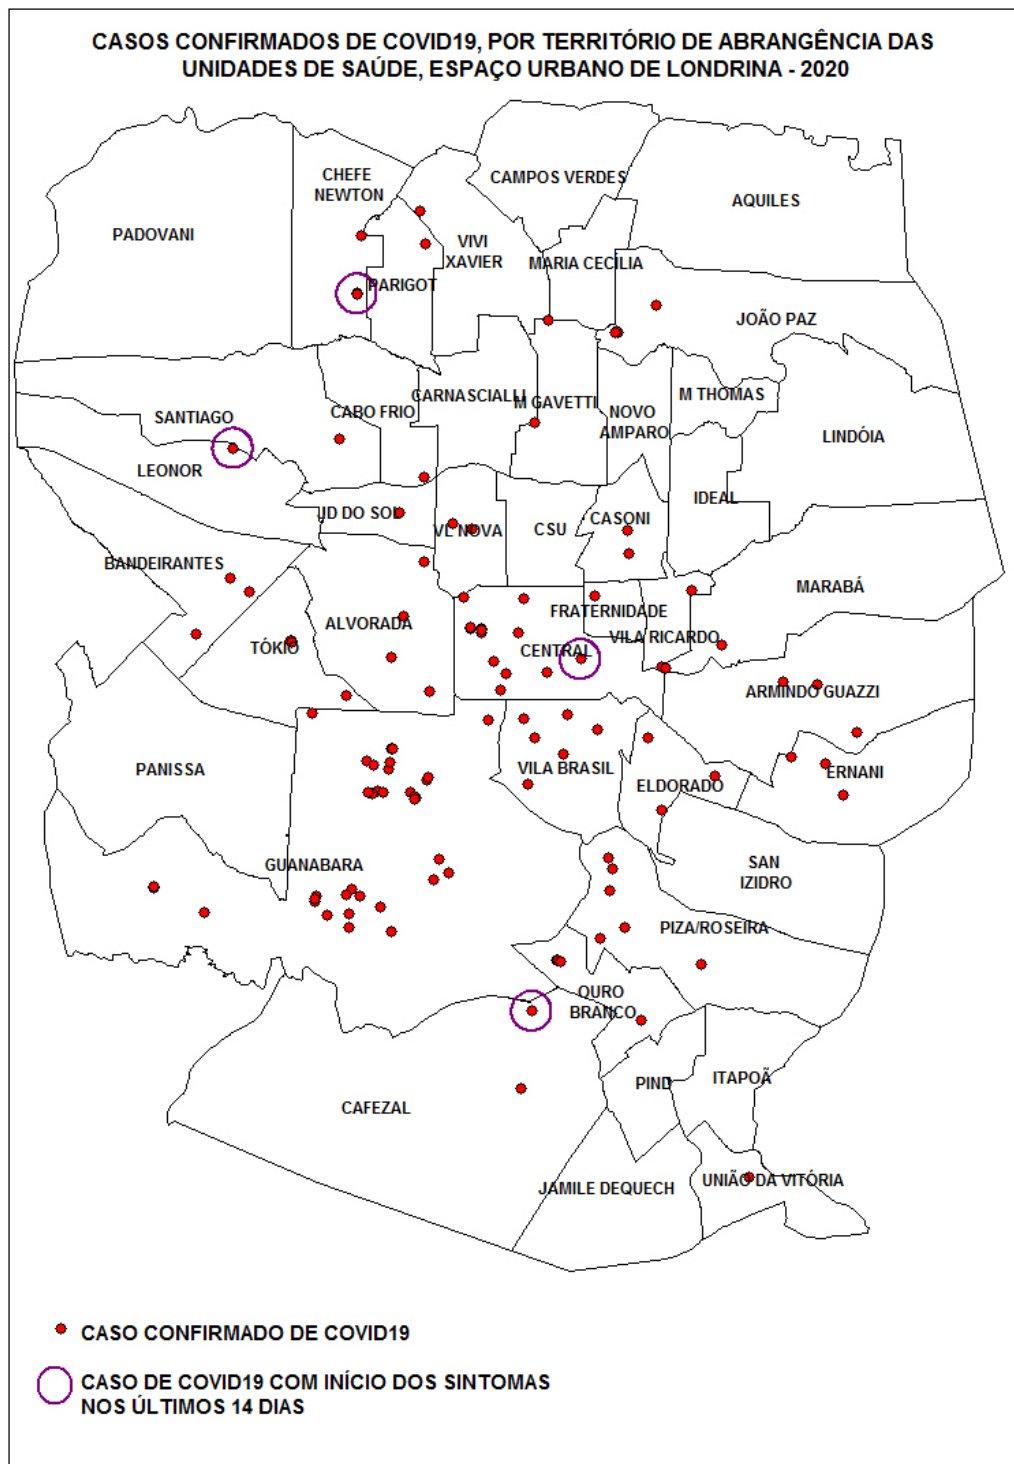 CASOS CONFIRMADOS DE COVID19, POR TERRITÓRIO DE ABRANGÊNCIA DAS
UNIDADES DE SAÚDE, ESPAÇO URBANO DE LONDRINA - 2020
CHEFE
NEWTON
CAMPOS VERDES
AQUILES
PADOVANI
VIVI
XAVIER
MARIA CECÍLIA
PARIGOT
JOÃO PAZ
SANTIAGO
CABO FRIO
CARNASCIALLI
M GAVETTI
NOVO
AMPARO
M THOMAS
LINDÓIA
LEONOR
JD DO SOL
VL NOVA
CSU
CASONI
IDEAL
BANDEIRANTES
MARABÁ
TÓKIO
ALVORADA
FRATERNIDADE
CENTRAL
VILA RICARDO
ARMINDO GUAZZI
PANISSA
VILA BRASIL
ELDORADO
ERNANI
GUANABARA
SAN
IZIDRO
PIZA/ROSEIRA
OURO
BRANCO
CAFEZAL
PIND
ITAPOÃ
JAMILE DEQUECH
UNIÃO DA VITÓRIA
CASO CONFIRMADO DE COVID19
CASO DE COVID19 COM INÍCIO DOS SINTOMAS
NOS ÚLTIMOS 14 DIAS